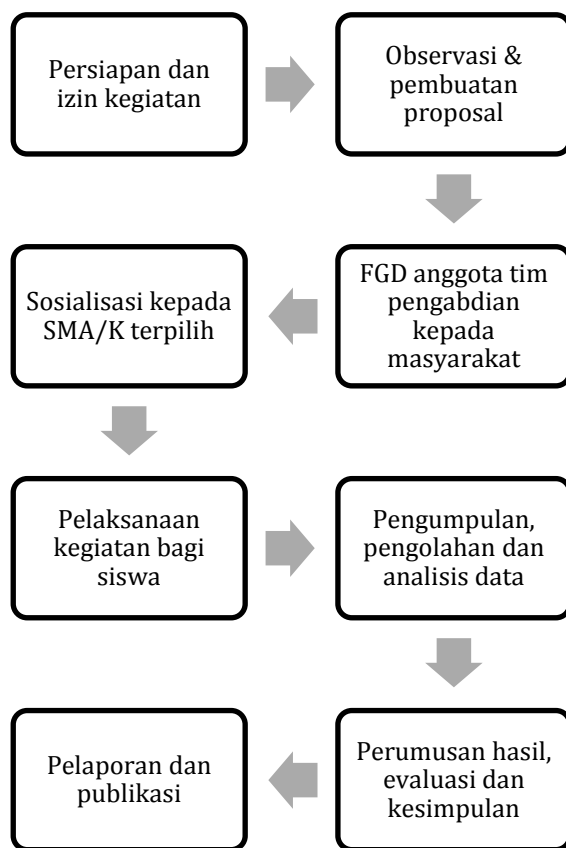 Persiapan dan
izin kegiatan
Observasi &
pembuatan
proposal
FGD anggota tim
pengabdian
kepada
masyarakat
Sosialisasi kepada
SMA/K terpilih
Pelaksanaan
kegiatan bagi
siswa
Pengumpulan,
pengolahan dan
analisis data
Perumusan hasil,
evaluasi dan
kesimpulan
Pelaporan dan
publikasi